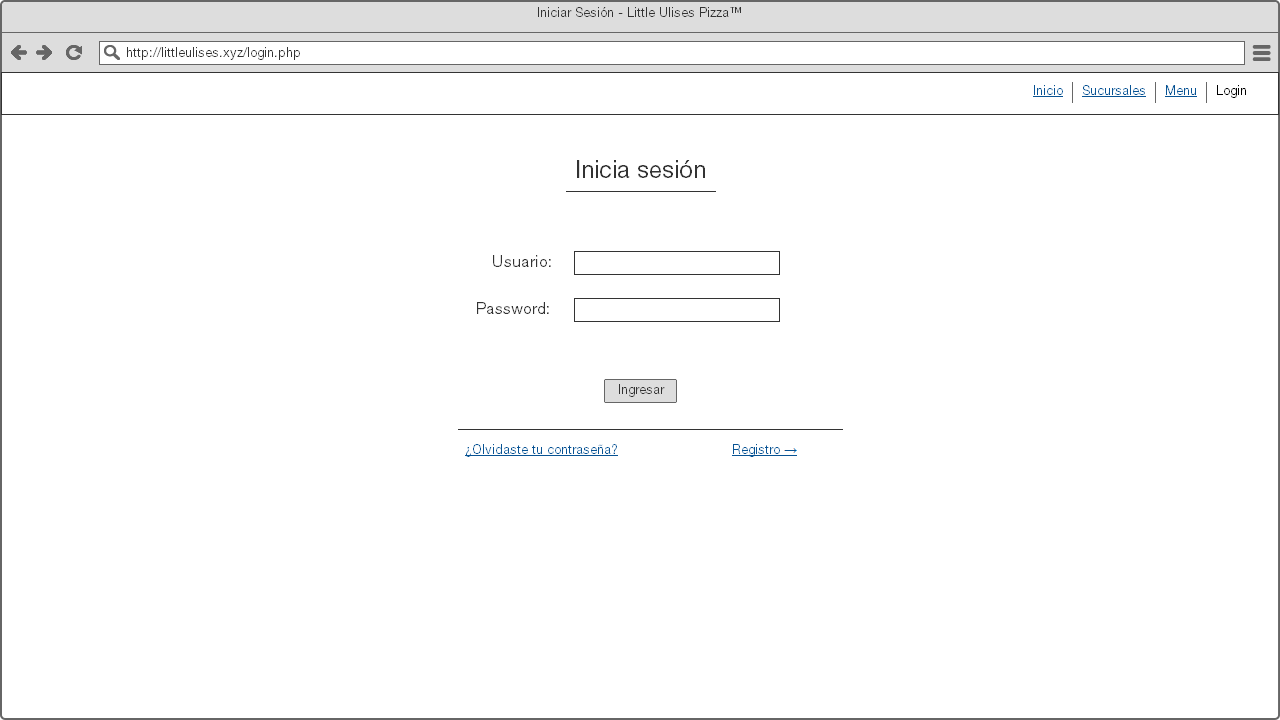 Iniciar Sesión - Little Ulises Pizza™
http://littleulises.xyz/login.php
Inicio Sucursales Menu Login
Inicia sesión
Usuario:
Password:
Ingresar
¿Olvidaste tu contraseña? Registro →